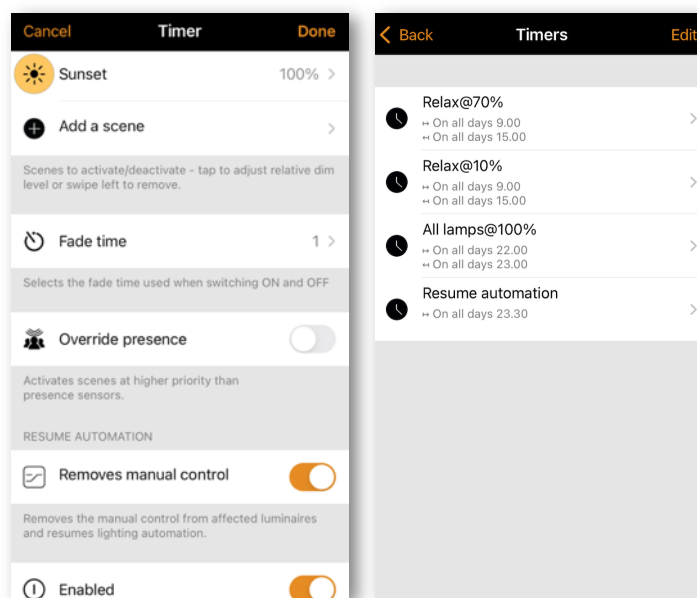 Cancel Timer Done
Sunset 100%
Add a scene
Scenes to activate/deactivate - tap to adjust relative dim
level or swipe left to remove.
Fade time 1
Selects the fade time used when switching ON and OFF
Override presence
Activates scenes at higher priority than
presence sensors.
RESUME AUTOMATION
Removes manual control
Removes the manual control from affected luminaires
and resumes lighting automation.
Enabled
Back Timers Edit
Relax@70%
↦ On all days 9.00
↤ On all days 15.00
Relax@10%
↦ On all days 9.00
↤ On all days 15.00
All lamps@100%
↦ On all days 22.00
↤ On all days 23.00
Resume automation
↦ On all days 23.30